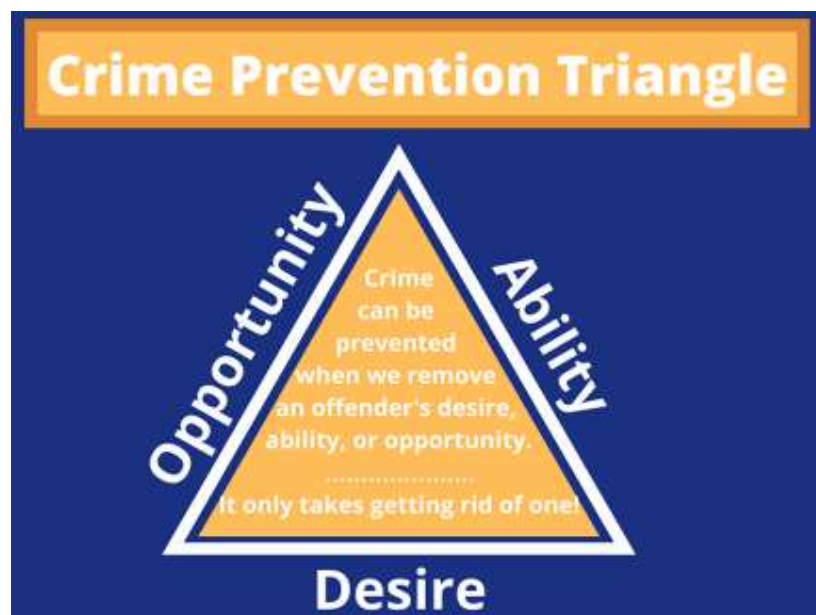 Crime Prevention Triangle
Opportunity
Ability
Crime
can be
prevented
when we remove
an offender's desire,
ability, or opportunity.
.....................
It only takes getting rid of one!
Desire